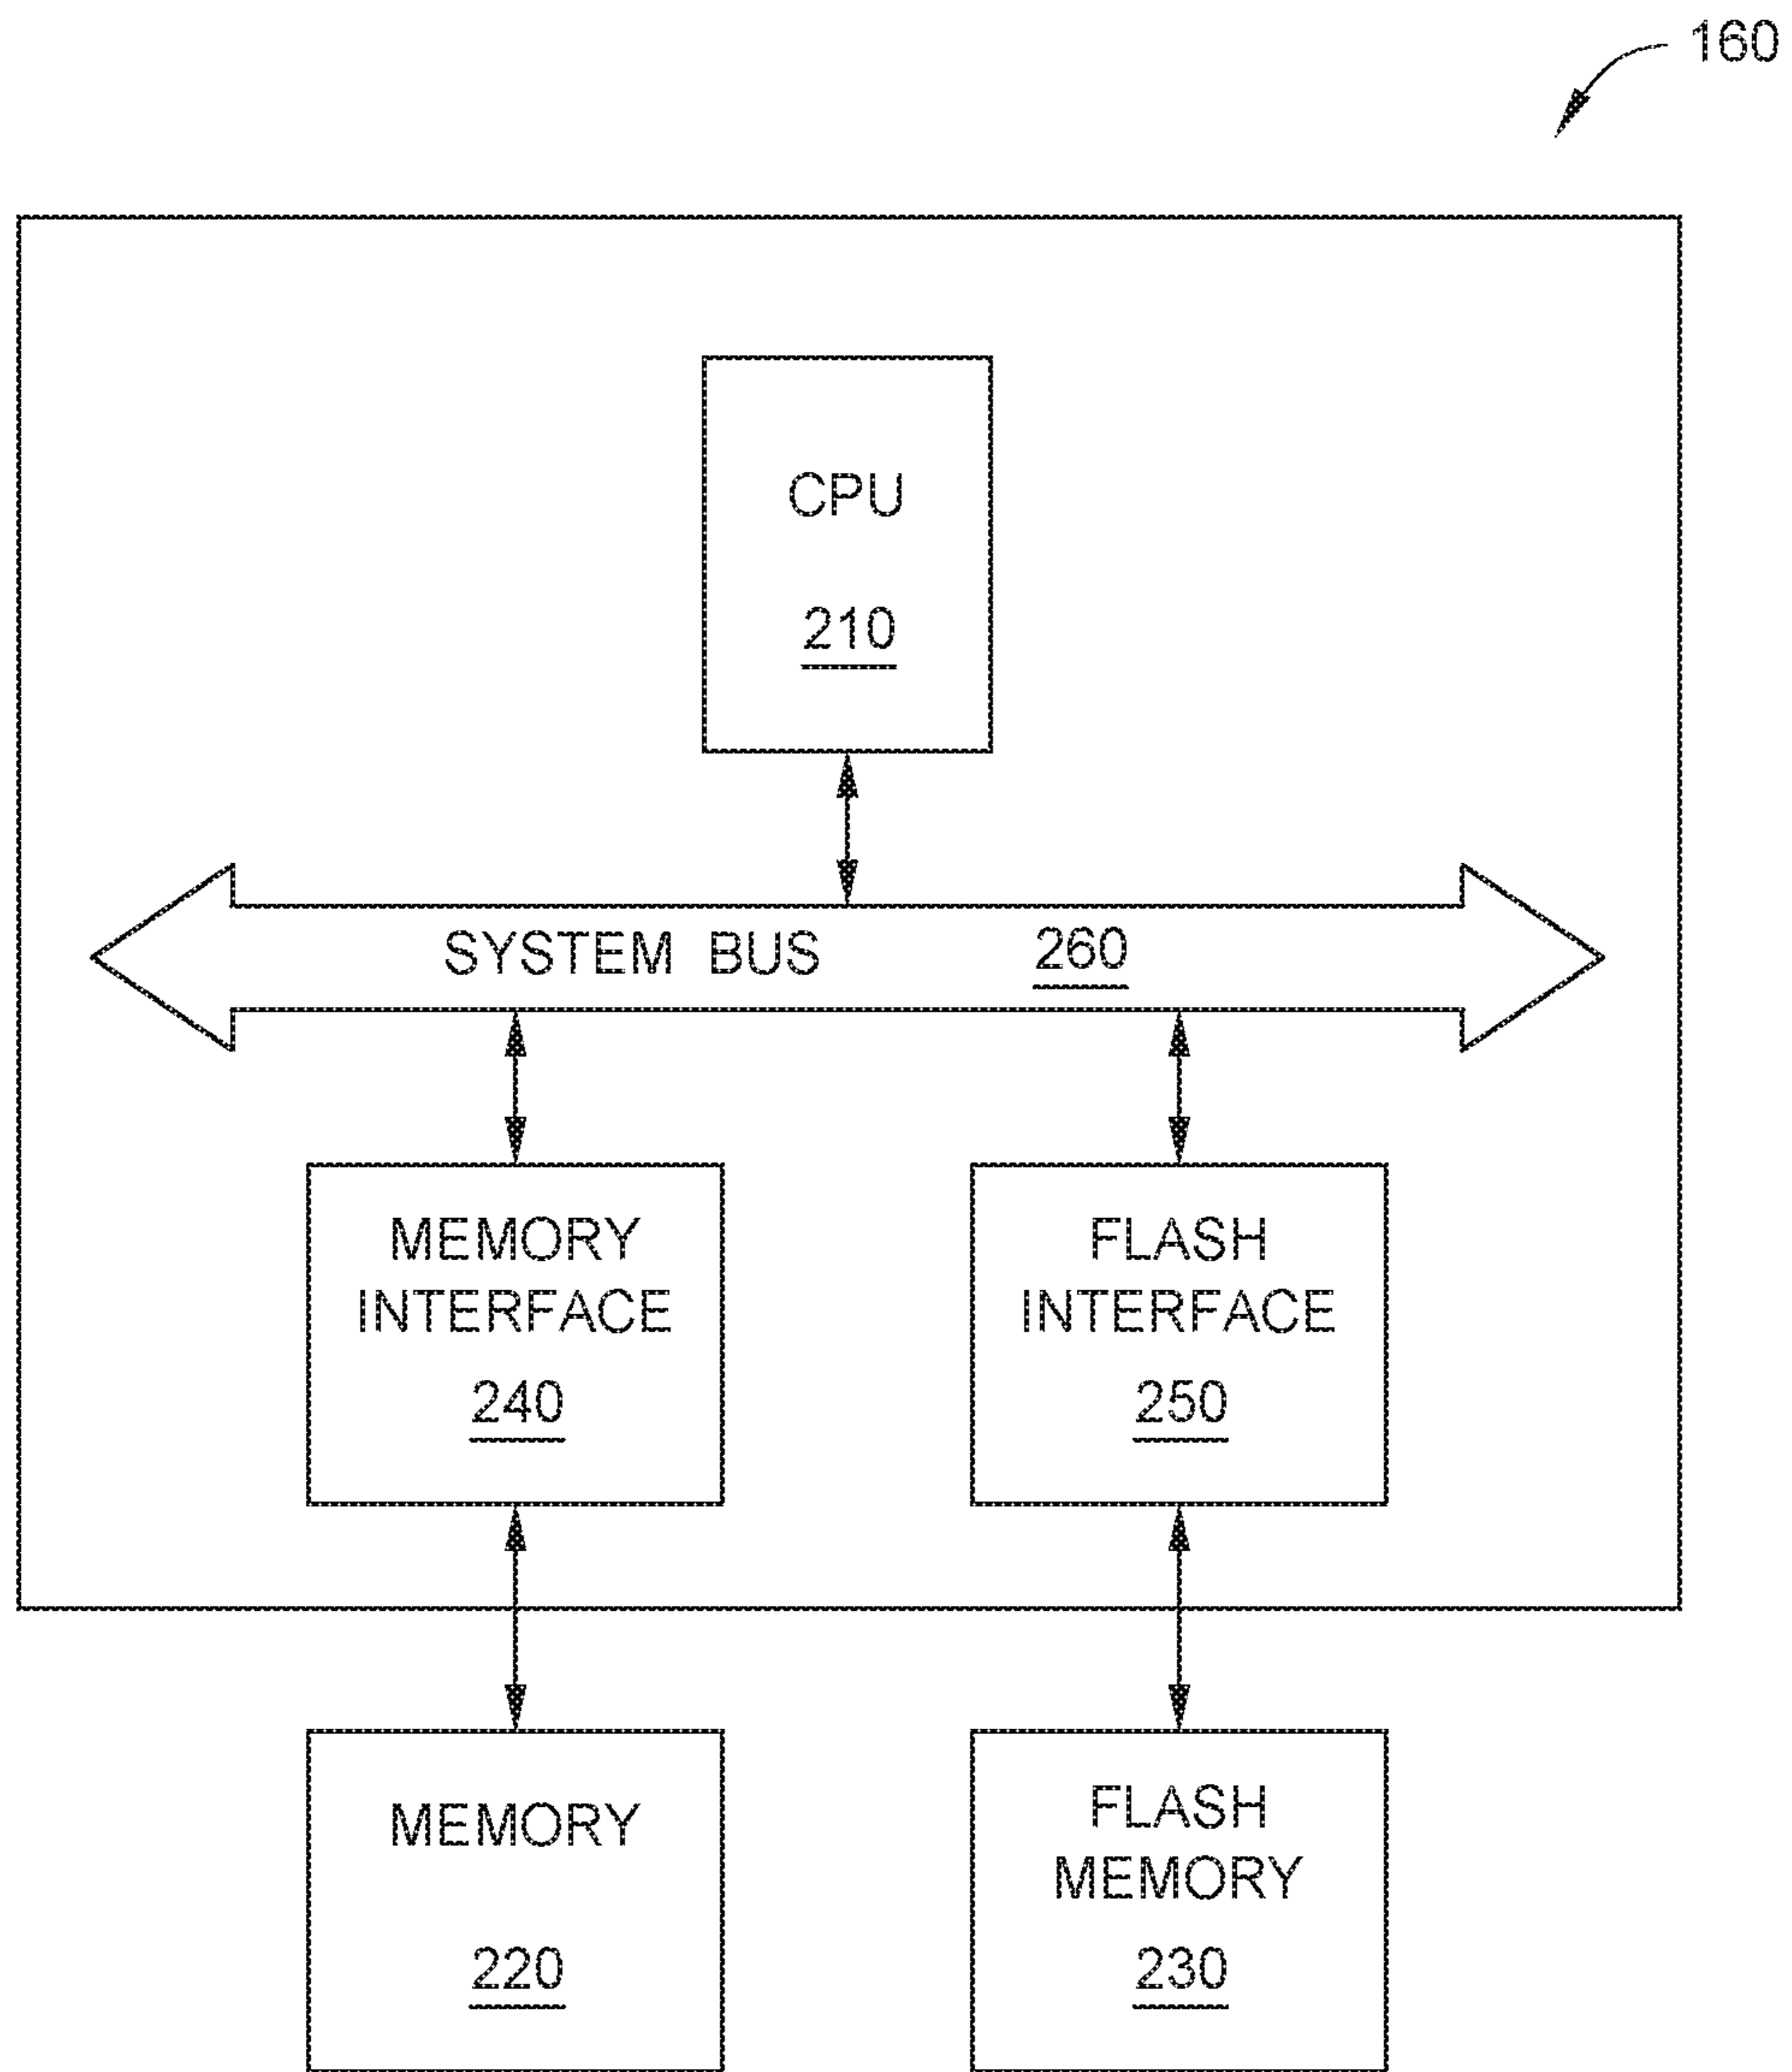 160
CPU
210
SYSTEM BUS 260
MEMORY
INTERFACE
240
FLASH
INTERFACE
250
MEMORY
220
FLASH
MEMORY
230